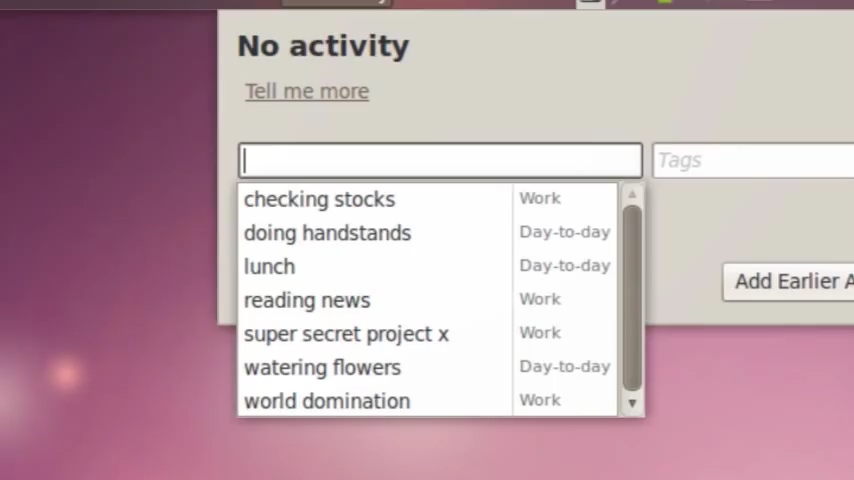 No activity
Tell me more
Tags
checking stocks Work
doing handstands Day-to-day
lunch Day-to-day
reading news Work
super secret project x Work
watering flowers Day-to-day
world domination Work
Add Earlier A